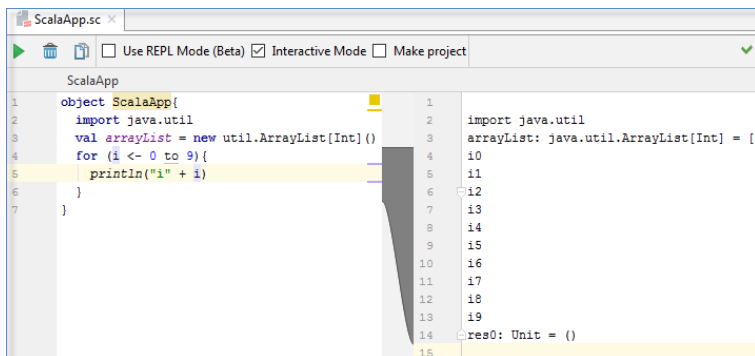 ScalaApp.sc ×
Use REPL Mode (Beta) Interactive Mode Make project
ScalaApp
1 object ScalaApp{
2 import java.util
3 val arrayList = new util.ArrayList[Int]()
4 for (i <- 0 to 9){
5 println("i" + i)
6 }
7 }
1
2 import java.util
3 arrayList: java.util.ArrayList[Int] = [
4 i0
5 i1
6 i2
7 i3
8 i4
9 i5
10 i6
11 i7
12 i8
13 i9
14 res0: Unit = ()
15